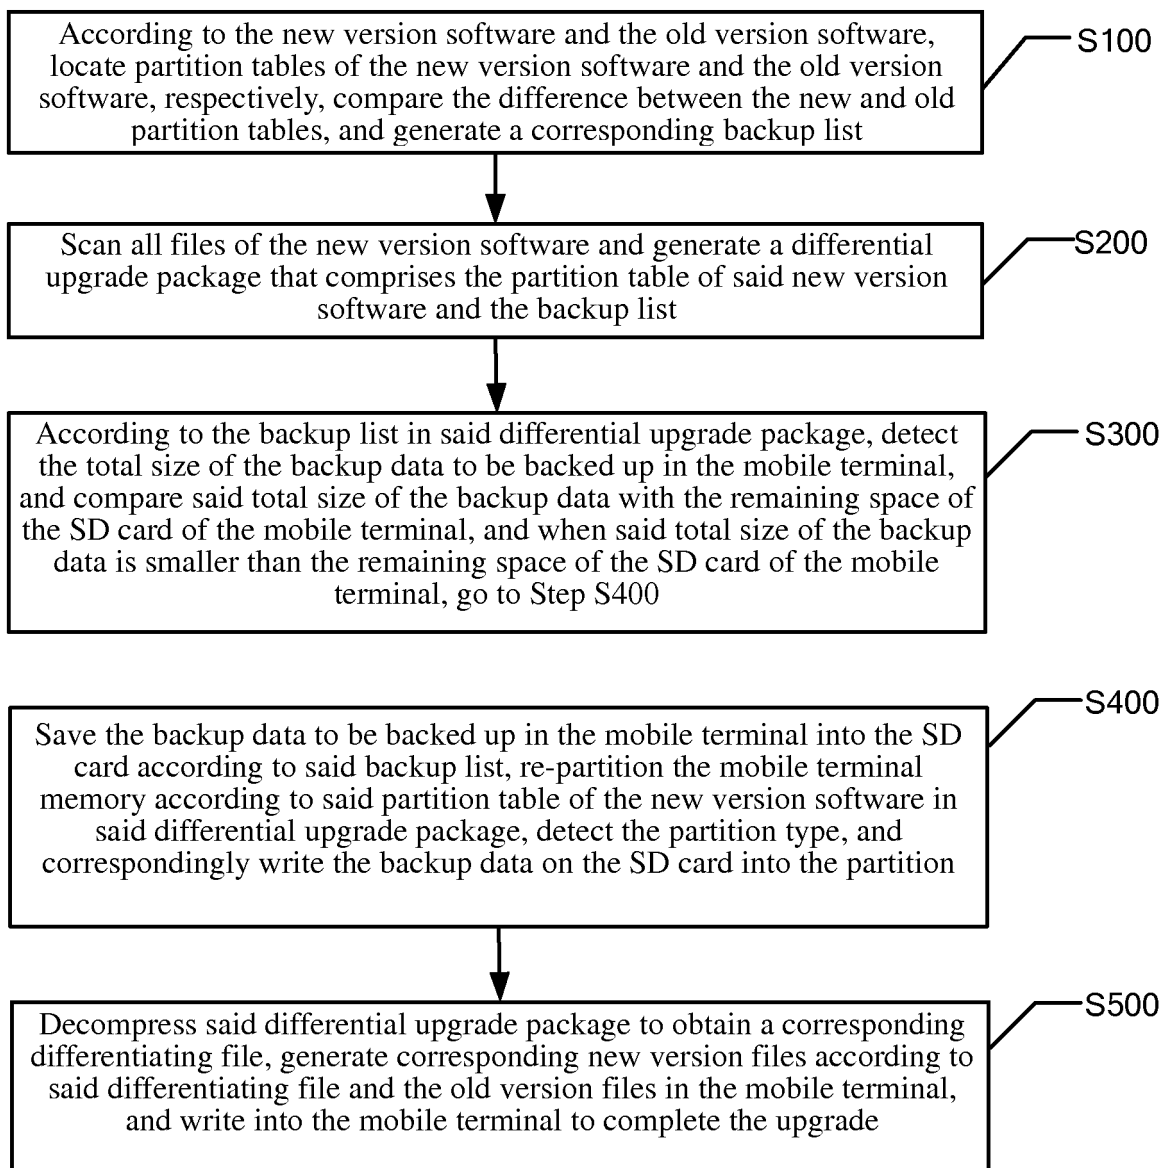 According to the new version software and the old version software,
locate partition tables of the new version software and the old version
software, respectively, compare the difference between the new and old
partition tables, and generate a corresponding backup list
S100
Scan all files of the new version software and generate a differential
upgrade package that comprises the partition table of said new version
software and the backup list
S200
According to the backup list in said differential upgrade package, detect
the total size of the backup data to be backed up in the mobile terminal,
and compare said total size of the backup data with the remaining space of
the SD card of the mobile terminal, and when said total size of the backup
data is smaller than the remaining space of the SD card of the mobile
terminal, go to Step S400
S300
Save the backup data to be backed up in the mobile terminal into the SD
card according to said backup list, re-partition the mobile terminal
memory according to said partition table of the new version software in
said differential upgrade package, detect the partition type, and
correspondingly write the backup data on the SD card into the partition
S400
Decompress said differential upgrade package to obtain a corresponding
differentiating file, generate corresponding new version files according to
said differentiating file and the old version files in the mobile terminal,
and write into the mobile terminal to complete the upgrade
S500